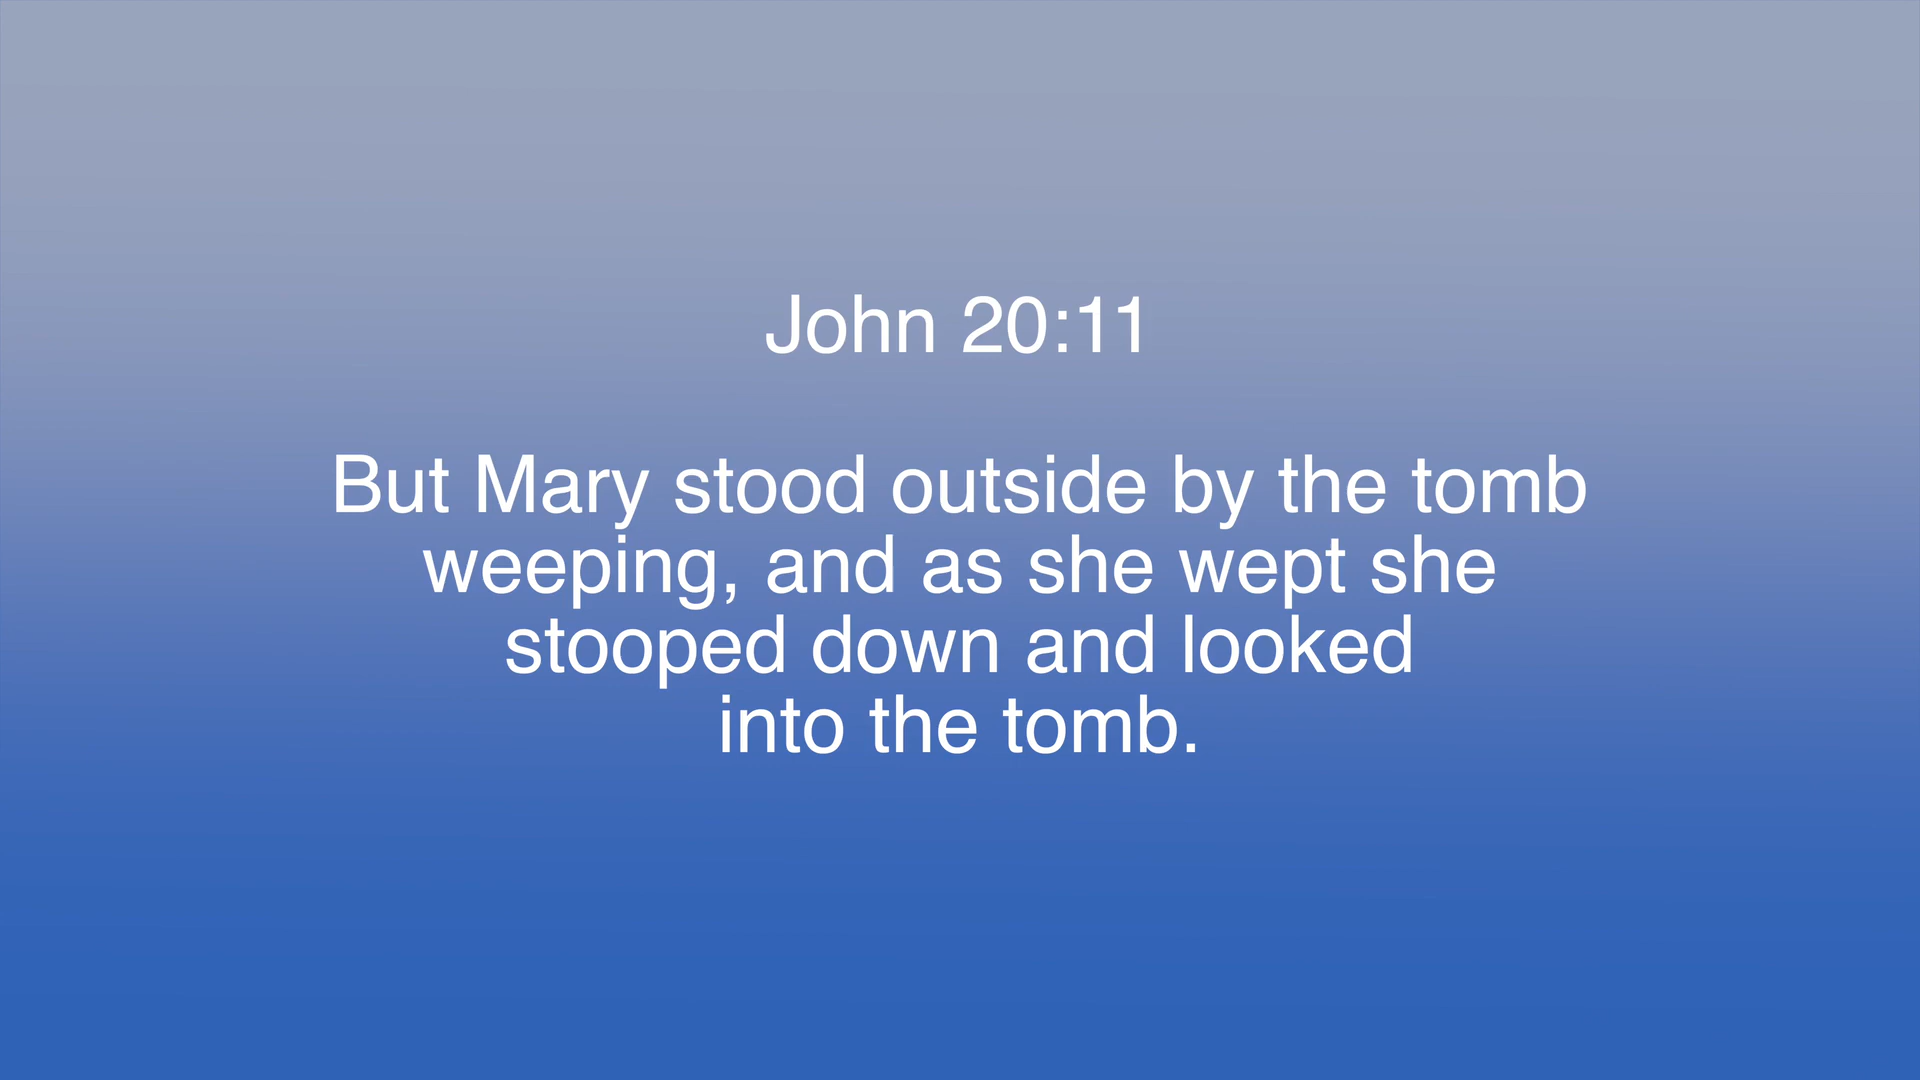 John 20:11
But Mary stood outside by the tomb
weeping, and as she wept she
stooped down and looked
into the tomb.